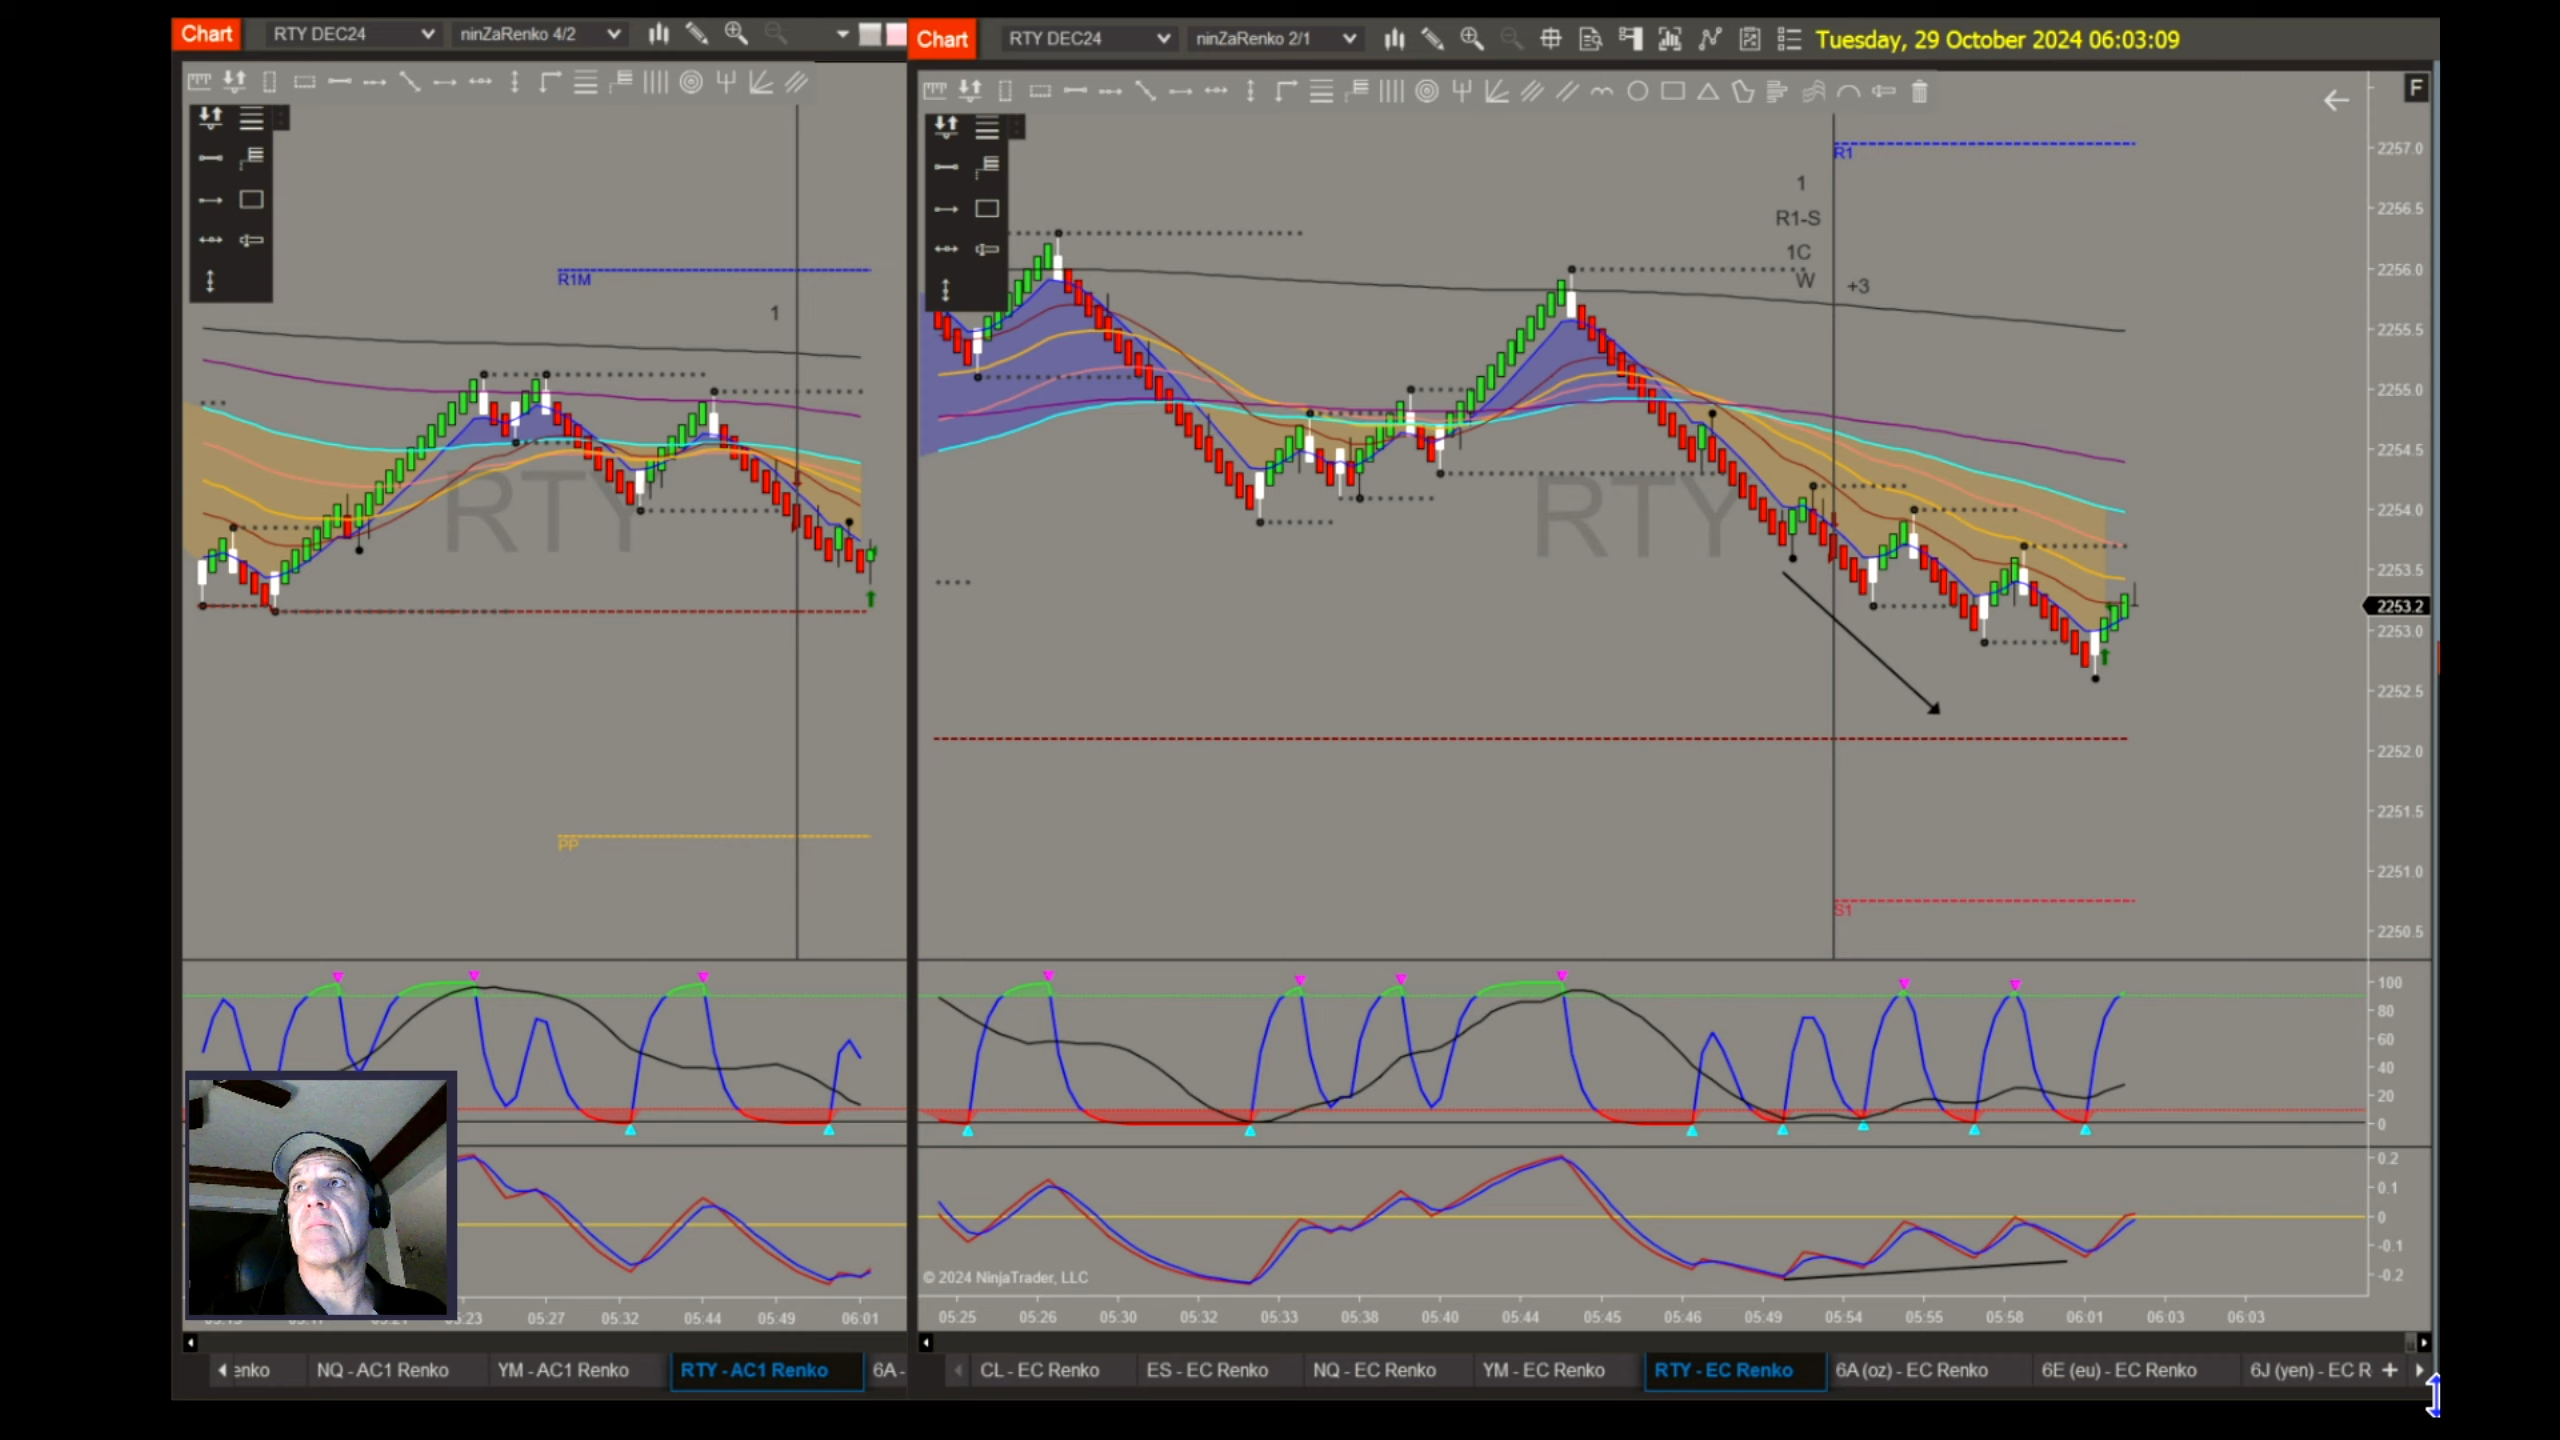 Chart RTY DEC24 ninZaRenko 4/2
Chart RTY DEC24 ninZaRenko 2/1 Tuesday, 29 October 2024 06:03:09
F
R1M
1
RTY
PP
R1
1
R1-S
1C
W +3
RTY
S1
2257.0
2256.5
2256.0
2255.5
2255.0
2254.5
2254.0
2253.5
2253.2
2253.0
2252.5
2252.0
2251.5
2251.0
2250.5
100
80
60
40
20
0
0.2
0.1
0
-0.1
-0.2
© 2024 NinjaTrader, LLC
:23 05:27 05:32 05:44 05:49 06:01
05:25 05:26 05:30 05:32 05:33 05:38 05:40 05:44 05:45 05:46 05:49 05:54 05:55 05:58 06:01 06:03 06:03
enko NQ - AC1 Renko YM - AC1 Renko RTY - AC1 Renko 6A -
CL - EC Renko ES - EC Renko NQ - EC Renko YM - EC Renko RTY - EC Renko 6A (oz) - EC Renko 6E (eu) - EC Renko 6J (yen) - EC R +